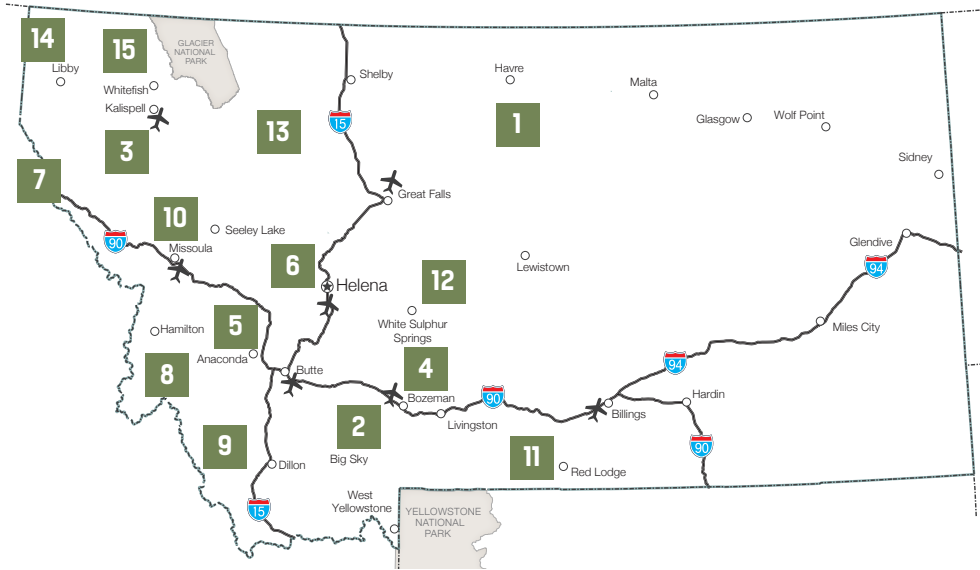 14
Libby
15
Whitefish
Kalispell
GLACIER
NATIONAL
PARK
3
13
Shelby
15
Havre
1
Malta
Glasgow
Wolf Point
Sidney
7
90
10
Missoula
Seeley Lake
Great Falls
6
Helena
12
White Sulphur
Springs
Lewistown
Glendive
94
Miles City
Hamilton
5
Anaconda
Butte
8
4
Bozeman
Livingston
90
94
Billings
Hardin
90
9
Dillon
2
Big Sky
11
Red Lodge
15
West
Yellowstone
YELLOWSTONE
NATIONAL
PARK